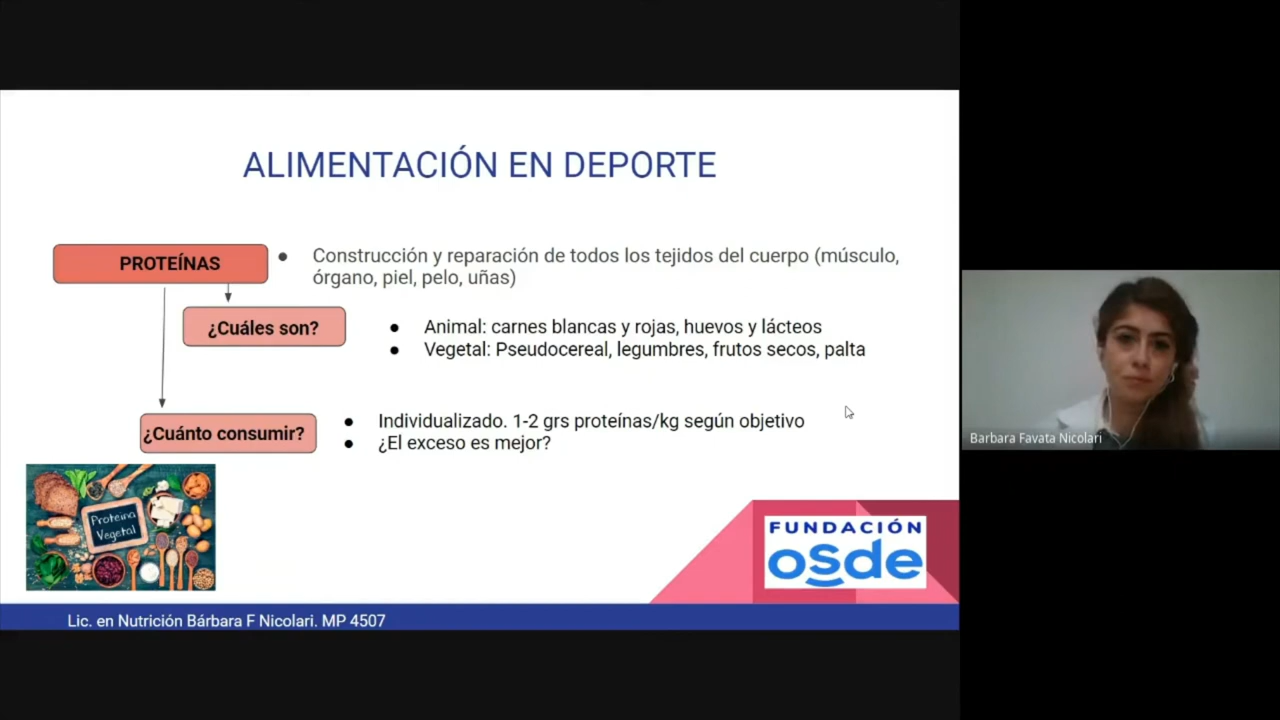 ALIMENTACIÓN EN DEPORTE
PROTEÍNAS
● Construcción y reparación de todos los tejidos del cuerpo (músculo,
órgano, piel, pelo, uñas)
¿Cuáles son?
● Animal: carnes blancas y rojas, huevos y lácteos
● Vegetal: Pseudocereal, legumbres, frutos secos, palta
¿Cuánto consumir?
● Individualizado. 1-2 grs proteínas/kg según objetivo
● ¿El exceso es mejor?
Proteína
Vegetal
FUNDACIÓN
osde
Lic. en Nutrición Bárbara F Nicolari. MP 4507
Barbara Favata Nicolari